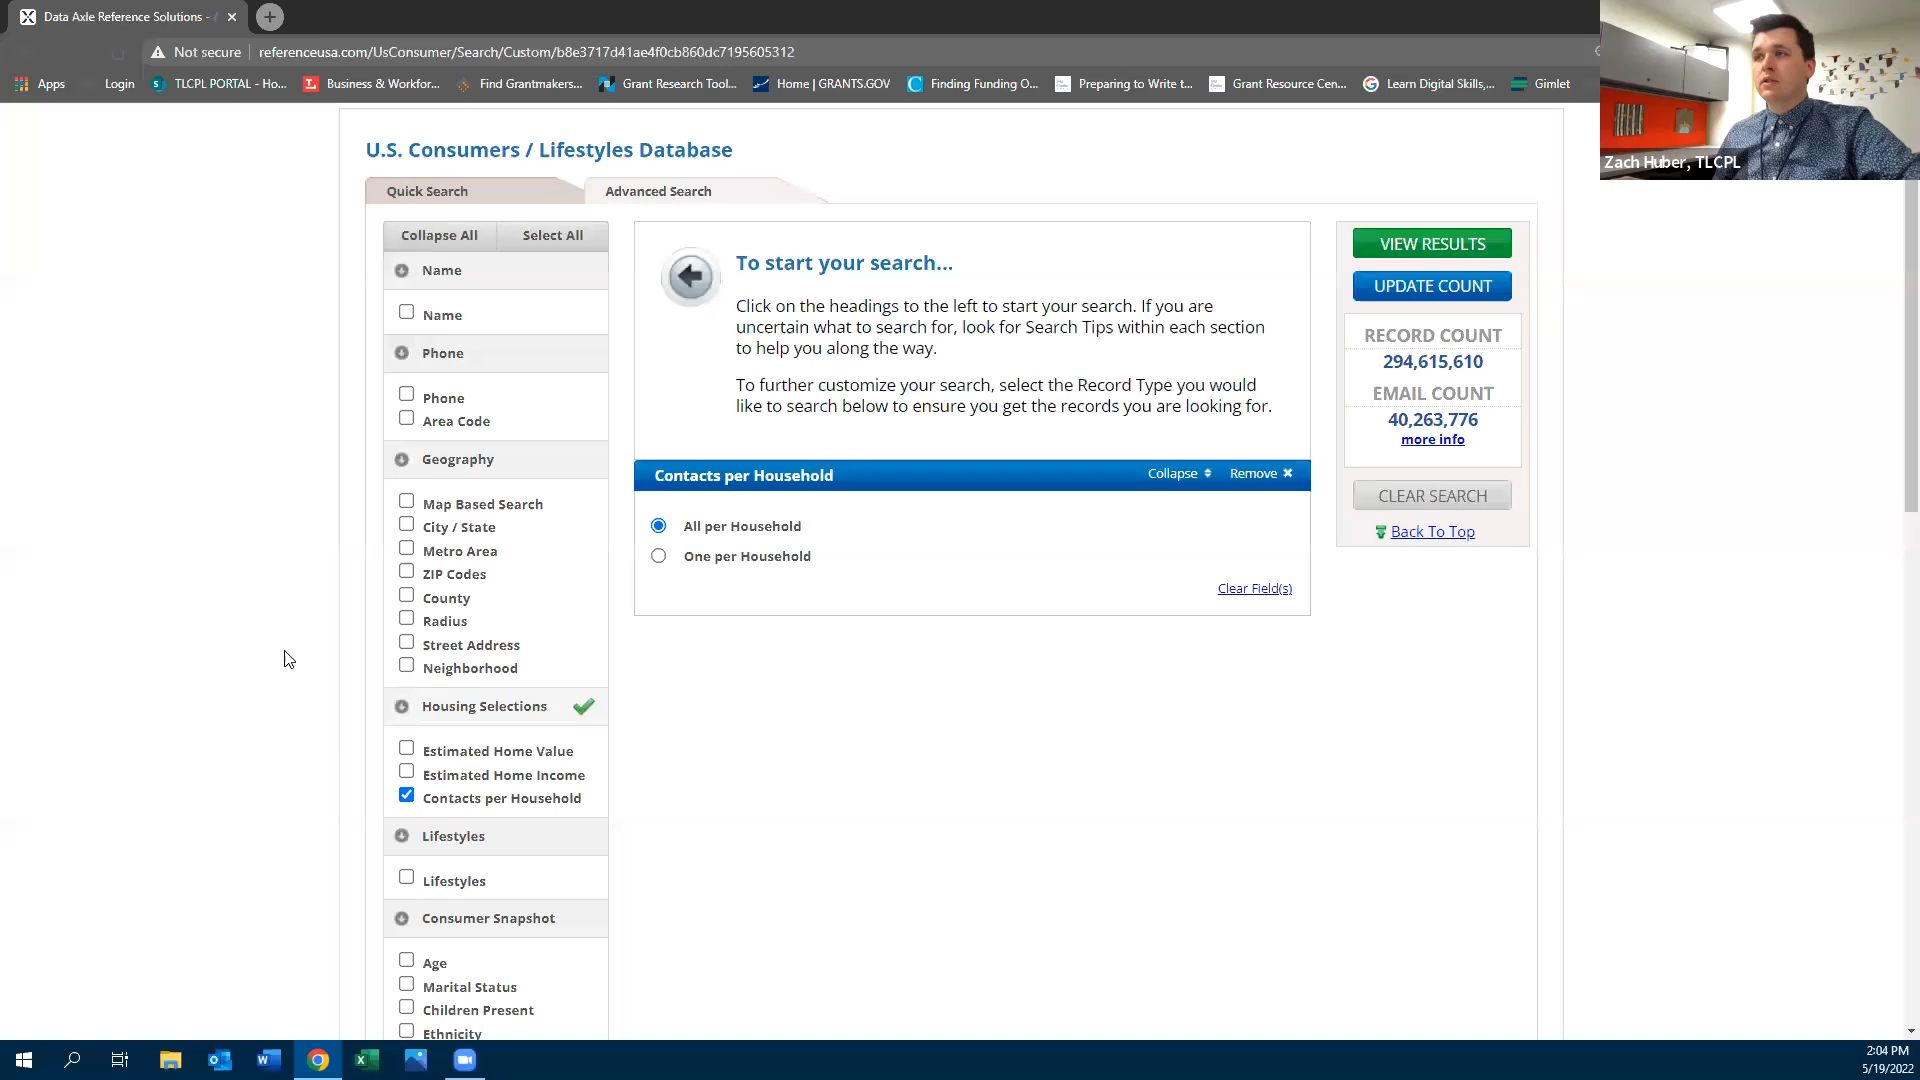 Data Axle Reference Solutions -
Not secure
referenceusa.com/UsConsumer/Search/Custom/b8e3717d41ae4f0cb860dc7195605312
Apps
Login
TLCPL PORTAL - Ho...
Business & Workfor...
Find Grantmakers...
Grant Research Tool...
Home | GRANTS.GOV
Finding Funding O...
Preparing to Write t...
Grant Resource Cen...
Learn Digital Skills,...
Gimlet
Zach Huber, TLCPL
U.S. Consumers / Lifestyles Database
Quick Search
Advanced Search
Collapse All
Select All
Name
Name
Phone
Phone
Area Code
Geography
Map Based Search
City / State
Metro Area
ZIP Codes
County
Radius
Street Address
Neighborhood
Housing Selections
Estimated Home Value
Estimated Home Income
Contacts per Household
Lifestyles
Lifestyles
Consumer Snapshot
Age
Marital Status
Children Present
Ethnicity
To start your search...
Click on the headings to the left to start your search. If you are
uncertain what to search for, look for Search Tips within each section
to help you along the way.
To further customize your search, select the Record Type you would
like to search below to ensure you get the records you are looking for.
Contacts per Household
Collapse
Remove
All per Household
One per Household
Clear Field(s)
VIEW RESULTS
UPDATE COUNT
RECORD COUNT
294,615,610
EMAIL COUNT
40,263,776
more info
CLEAR SEARCH
Back To Top
2:04 PM
5/19/2022